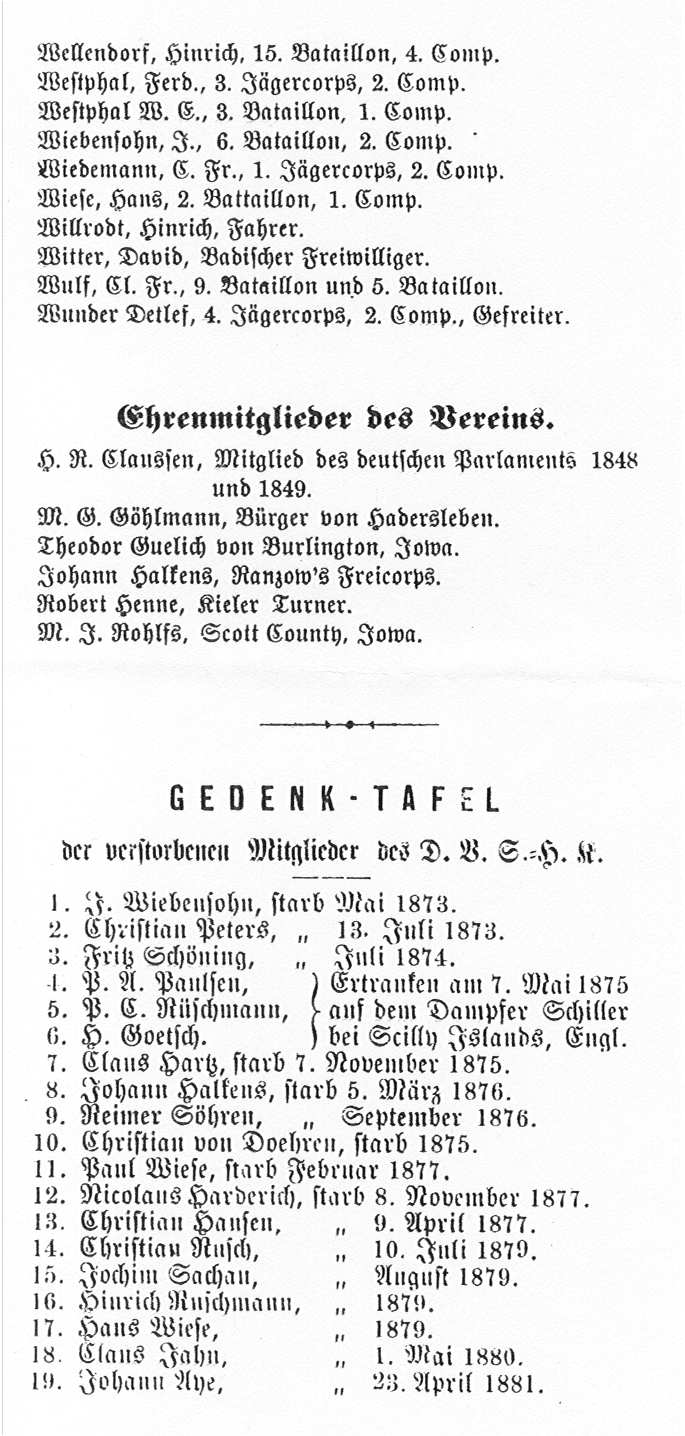 Wellendorf, Hinrich, 15. Bataillon, 4. Comp.
Westphal, Ferd., 3. Jägercorps, 2. Comp.
Westphal W. E., 3. Bataillon, 1. Comp.
Wiebensohn, J., 6. Bataillon, 2. Comp.
Wiedemann, C. Fr., 1. Jägercorps, 2. Comp.
Wiese, Hans, 2. Battaillon, 1. Comp.
Willrodt, Hinrich, Fahrer.
Witter, David, Badischer Freiwilliger.
Wulf, Cl. Fr., 9. Bataillon und 5. Bataillon.
Wunder Detlef, 4. Jägercorps, 2. Comp., Gefreiter.
Ehrenmitglieder des Vereins.
H. R. Claussen, Mitglied des deutschen Parlaments 1848
und 1849.
M. G. Göhlmann, Bürger von Hadersleben.
Theodor Guelich von Burlington, Iowa.
Johann Halkens, Ranzow's Freicorps.
Robert Henne, Kieler Turner.
M. J. Rohlfs, Scott County, Iowa.
GEDENK-TAFEL
der verstorbenen Mitglieder des D. V. S.=H. K.
1. J. Wiebensohn, starb Mai 1873.
2. Christian Peters, „ 13. Juli 1873.
3. Fritz Schöning, „ Juli 1874.
4. P. A. Paulsen, } Ertranken am 7. Mai 1875
5. P. C. Rüschmann, } auf dem Dampfer Schiller
6. H. Goetsch. } bei Scilly Islands, Engl.
7. Claus Hartz, starb 7. November 1875.
8. Johann Halkens, starb 5. März 1876.
9. Reimer Söhren, „ September 1876.
10. Christian von Doehren, starb 1875.
11. Paul Wiese, starb Februar 1877.
12. Nicolaus Harderich, starb 8. November 1877.
13. Christian Hansen, „ 9. April 1877.
14. Christian Rusch, „ 10. Juli 1879.
15. Jochim Sachau, „ August 1879.
16. Hinrich Ruschmann, „ 1879.
17. Hans Wiese, „ 1879.
18. Claus Jahn, „ 1. Mai 1880.
19. Johann Aye, „ 23. April 1881.